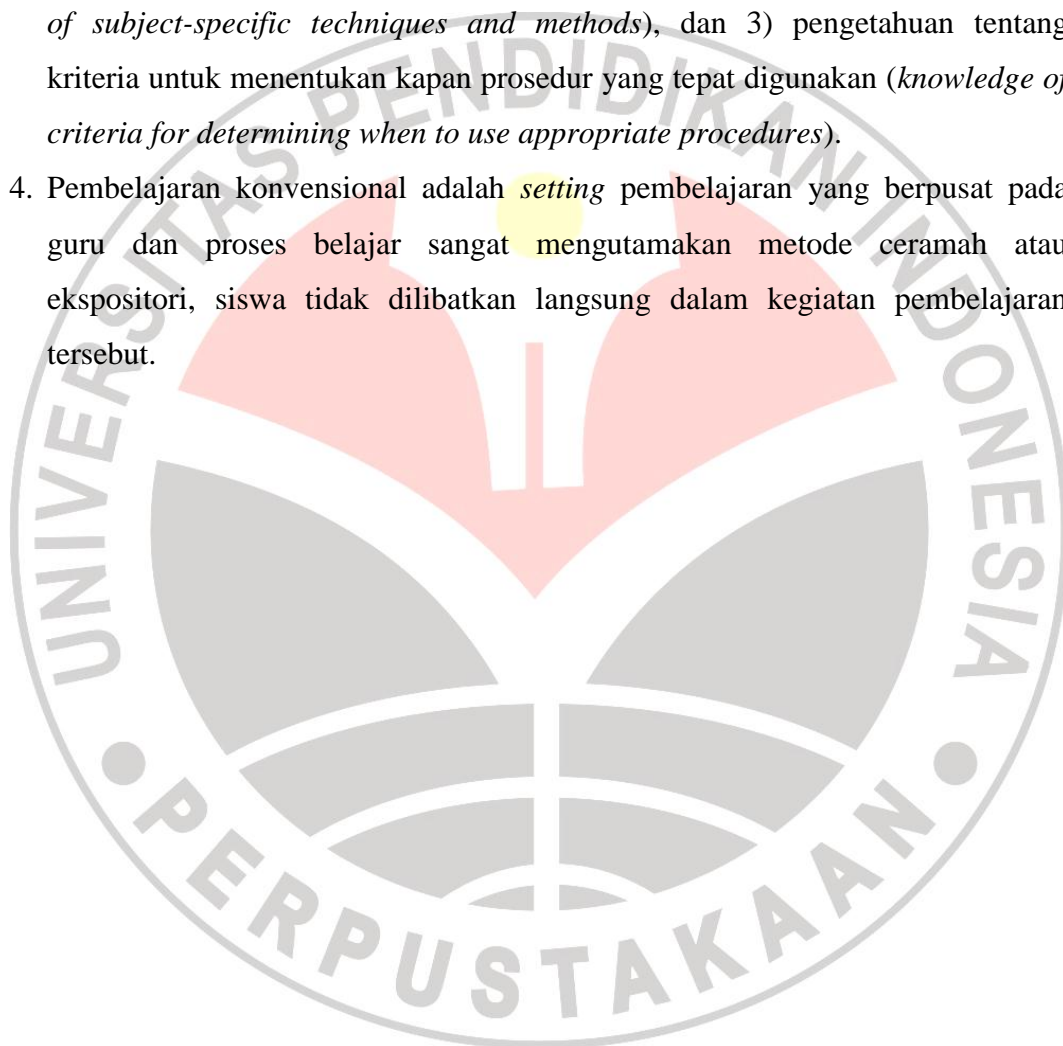 of subject-specific techniques and methods), dan 3) pengetahuan tentang
kriteria untuk menentukan kapan prosedur yang tepat digunakan (knowledge of
criteria for determining when to use appropriate procedures).
4. Pembelajaran konvensional adalah setting pembelajaran yang berpusat pada
guru dan proses belajar sangat mengutamakan metode ceramah atau
ekspositori, siswa tidak dilibatkan langsung dalam kegiatan pembelajaran
tersebut.
UNIVERSITAS PENDIDIKAN INDONESIA
PERPUSTAKAAN